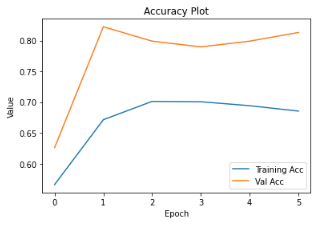 Accuracy Plot
0.80
0.75
0.70
0.65
0.60
Value
0 1 2 3 4 5
Epoch
Training Acc
Val Acc